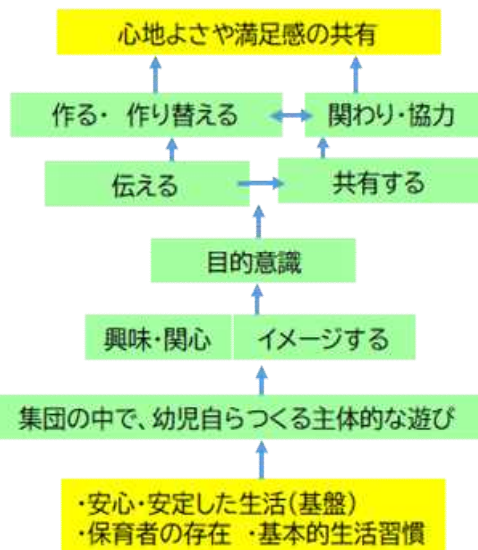 心地よさや満足感の共有
作る・ 作り替える
関わり・協力
伝える
共有する
目的意識
興味・関心
イメージする
集団の中で、幼児自らつくる主体的な遊び
・安心・安定した生活(基盤)
・保育者の存在 ・基本的生活習慣